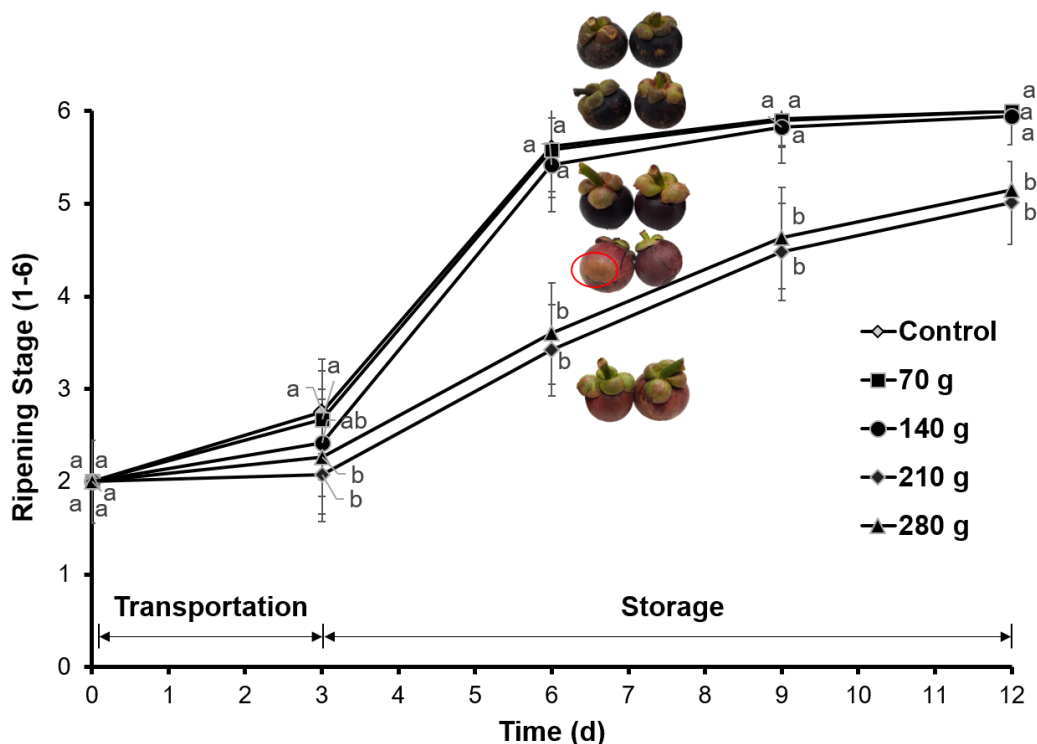 6
5
4
3
2
1
0
Ripening Stage (1-6)
a
a
a
a
a
a
a
ab
b
b
a
a
a
b
b
a
a
a
b
b
a
a
a
b
b
Control
70 g
140 g
210 g
280 g
Transportation
Storage
0 1 2 3 4 5 6 7 8 9 10 11 12
Time (d)